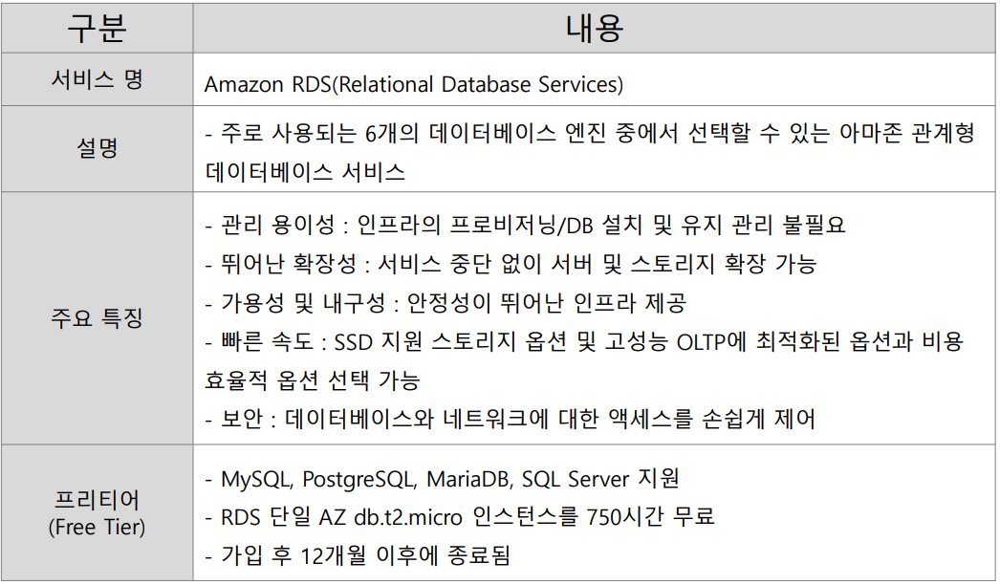 구분 내용
서비스 명 Amazon RDS(Relational Database Services)
설명
- 주로 사용되는 6개의 데이터베이스 엔진 중에서 선택할 수 있는 아마존 관계형
데이터베이스 서비스
주요 특징
- 관리 용이성 : 인프라의 프로비저닝/DB 설치 및 유지 관리 불필요
- 뛰어난 확장성 : 서비스 중단 없이 서버 및 스토리지 확장 가능
- 가용성 및 내구성 : 안정성이 뛰어난 인프라 제공
- 빠른 속도 : SSD 지원 스토리지 옵션 및 고성능 OLTP에 최적화된 옵션과 비용
효율적 옵션 선택 가능
- 보안 : 데이터베이스와 네트워크에 대한 액세스를 손쉽게 제어
프리티어
(Free Tier)
- MySQL, PostgreSQL, MariaDB, SQL Server 지원
- RDS 단일 AZ db.t2.micro 인스턴스를 750시간 무료
- 가입 후 12개월 이후에 종료됨